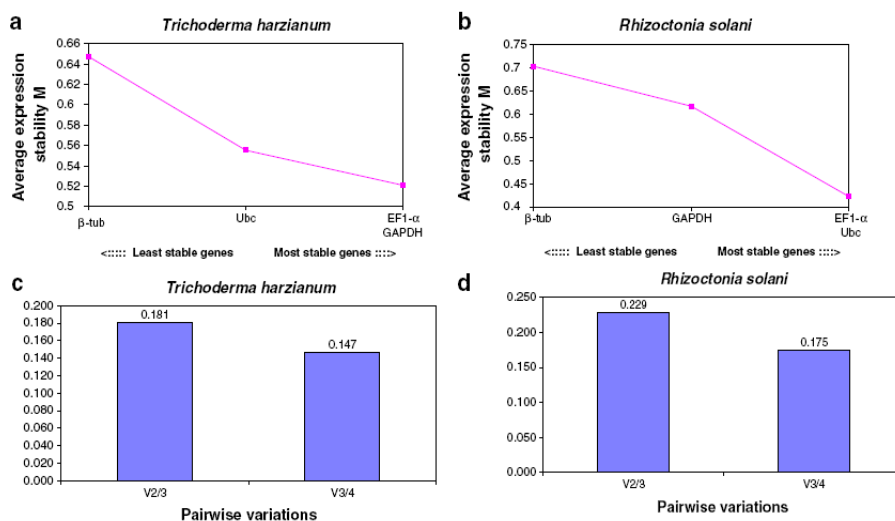 a
Trichoderma harzianum
Average expression
stability M
0.66
0.64
0.62
0.6
0.58
0.56
0.54
0.52
0.5
β-tub
Ubc
EF1-α
GAPDH
<::::: Least stable genes
Most stable genes ::::>
b
Rhizoctonia solani
Average expression
stability M
0.75
0.7
0.65
0.6
0.55
0.5
0.45
0.4
β-tub
GAPDH
EF1-α
Ubc
<::::: Least stable genes
Most stable genes ::::>
c
Trichoderma harzianum
0.200
0.180
0.160
0.140
0.120
0.100
0.080
0.060
0.040
0.020
0.000
0.181
0.147
V2/3
V3/4
Pairwise variations
d
Rhizoctonia solani
0.250
0.200
0.150
0.100
0.050
0.000
0.229
0.175
V2/3
V3/4
Pairwise variations